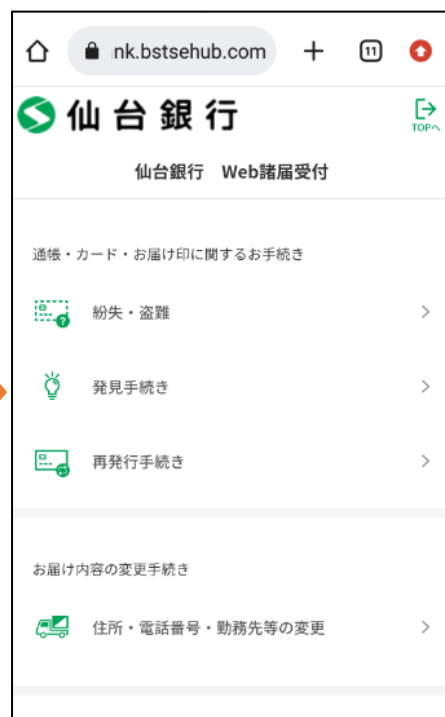 nk.bstsehub.com
11
仙台銀行
TOPへ
仙台銀行 Web諸届受付
通帳・カード・お届け印に関するお手続き
紛失・盗難
発見手続き
再発行手続き
お届け内容の変更手続き
住所・電話番号・勤務先等の変更